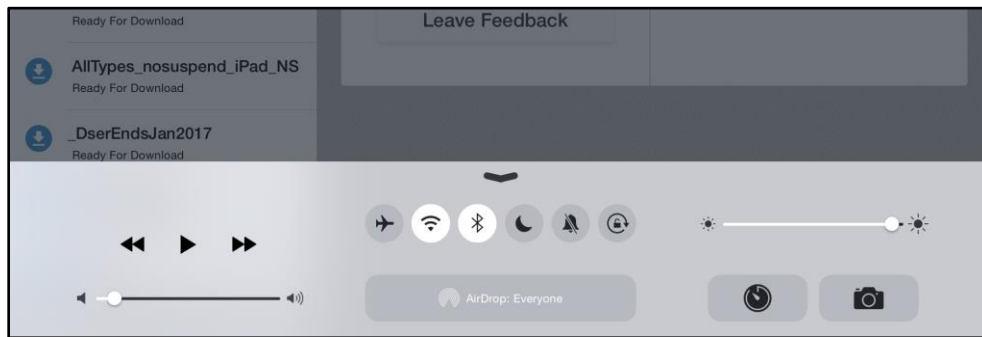 Ready For Download
AllTypes_nosuspend_iPad_NS
Ready For Download
_DserEndsJan2017
Ready For Download
Leave Feedback
AirDrop: Everyone